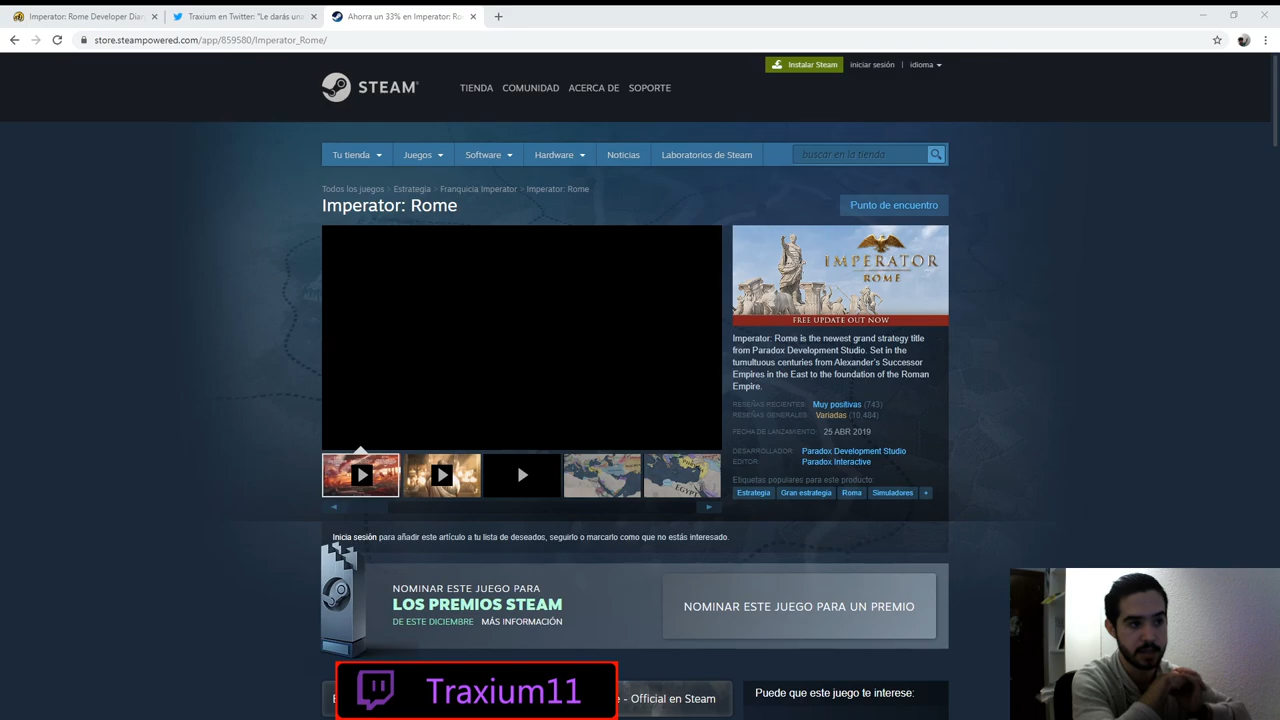 Imperator: Rome Developer Diar
Traxium en Twitter: "Le darás una
Ahorra un 33% en Imperator: Ro
store.steampowered.com/app/859580/Imperator_Rome/
Instalar Steam iniciar sesión | idioma
STEAM
TIENDA COMUNIDAD ACERCA DE SOPORTE
Tu tienda Juegos Software Hardware Noticias Laboratorios de Steam buscar en la tienda
Todos los juegos > Estrategia > Franquicia Imperator > Imperator: Rome
Imperator: Rome
Punto de encuentro
IMPERATOR
ROME
FREE UPDATE OUT NOW
Imperator: Rome is the newest grand strategy title
from Paradox Development Studio. Set in the
tumultuous centuries from Alexander's Successor
Empires in the East to the foundation of the Roman
Empire.
RESEÑAS RECIENTES: Muy positivas (743)
RESEÑAS GENERALES: Variadas (10,484)
FECHA DE LANZAMIENTO: 25 ABR 2019
DESARROLLADOR: Paradox Development Studio
EDITOR: Paradox Interactive
Etiquetas populares para este producto:
Estrategia Gran estrategia Roma Simuladores +
EGYPT
Inicia sesión para añadir este artículo a tu lista de deseados, seguirlo o marcarlo como que no estás interesado.
NOMINAR ESTE JUEGO PARA
LOS PREMIOS STEAM
DE ESTE DICIEMBRE MÁS INFORMACIÓN
NOMINAR ESTE JUEGO PARA UN PREMIO
Traxium11
e - Official en Steam
Puede que este juego te interese: